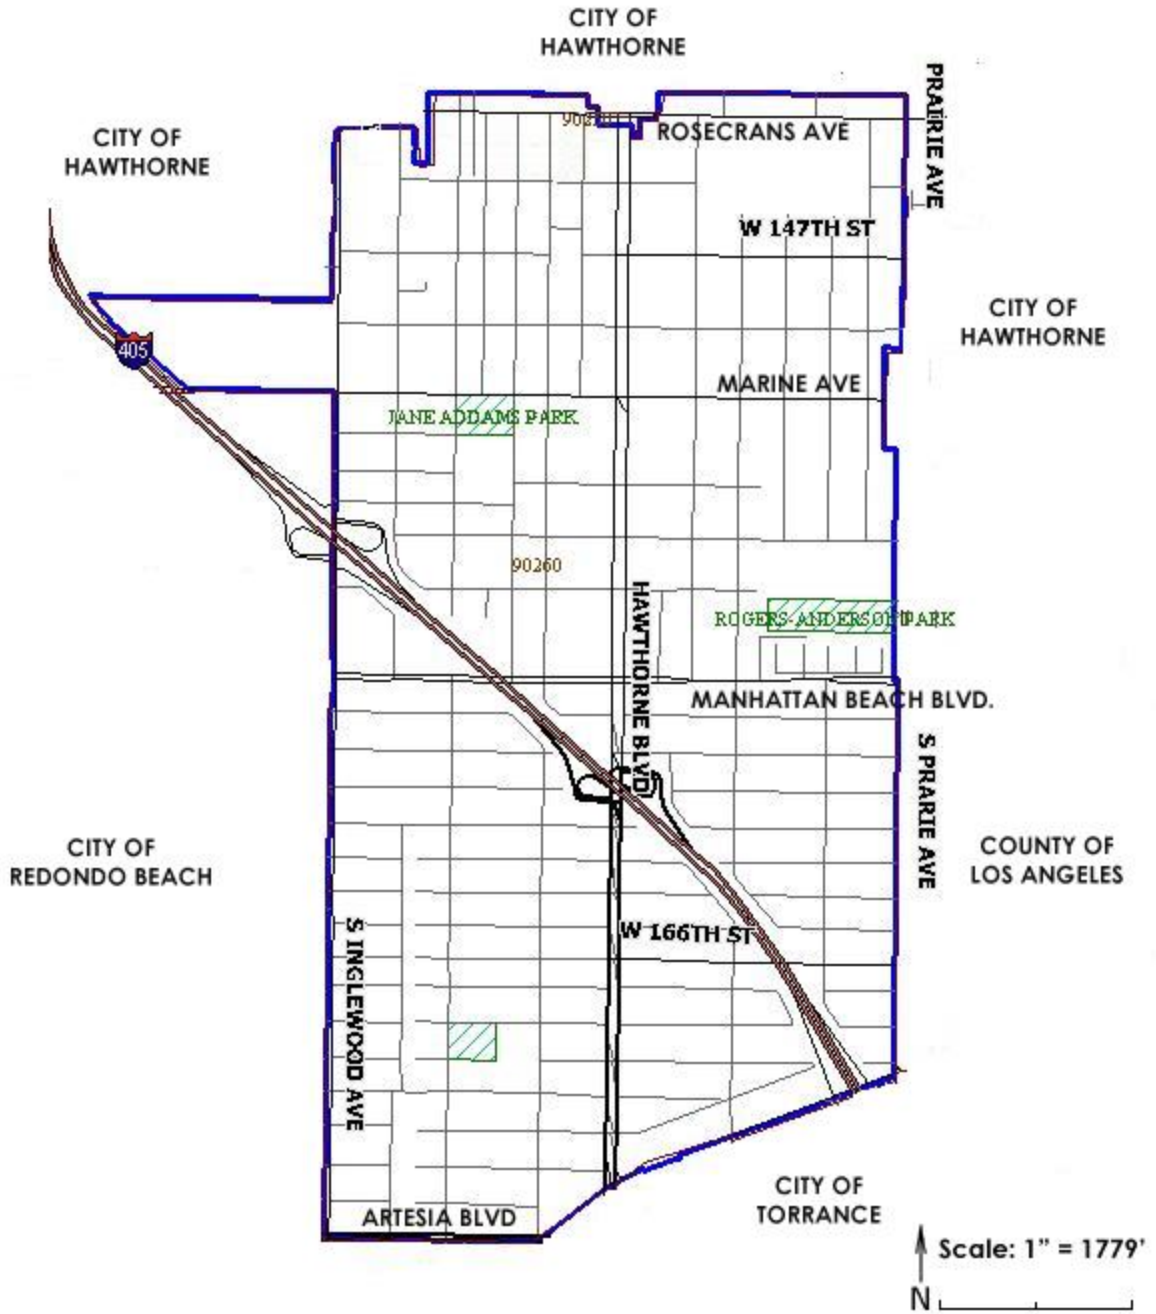 CITY OF
HAWTHORNE
PRAIRIE AVE
ROSECRANS AVE
CITY OF
HAWTHORNE
W 147TH ST
CITY OF
HAWTHORNE
405
MARINE AVE
JANE ADDAMS PARK
90260
HAWTHORNE BLVD
ROGERS-ANDERSON PARK
MANHATTAN BEACH BLVD.
S PRARIE AVE
CITY OF
REDONDO BEACH
COUNTY OF
LOS ANGELES
S INGLEWOOD AVE
W 166TH ST
CITY OF
TORRANCE
ARTESIA BLVD
Scale: 1" = 1779'
N